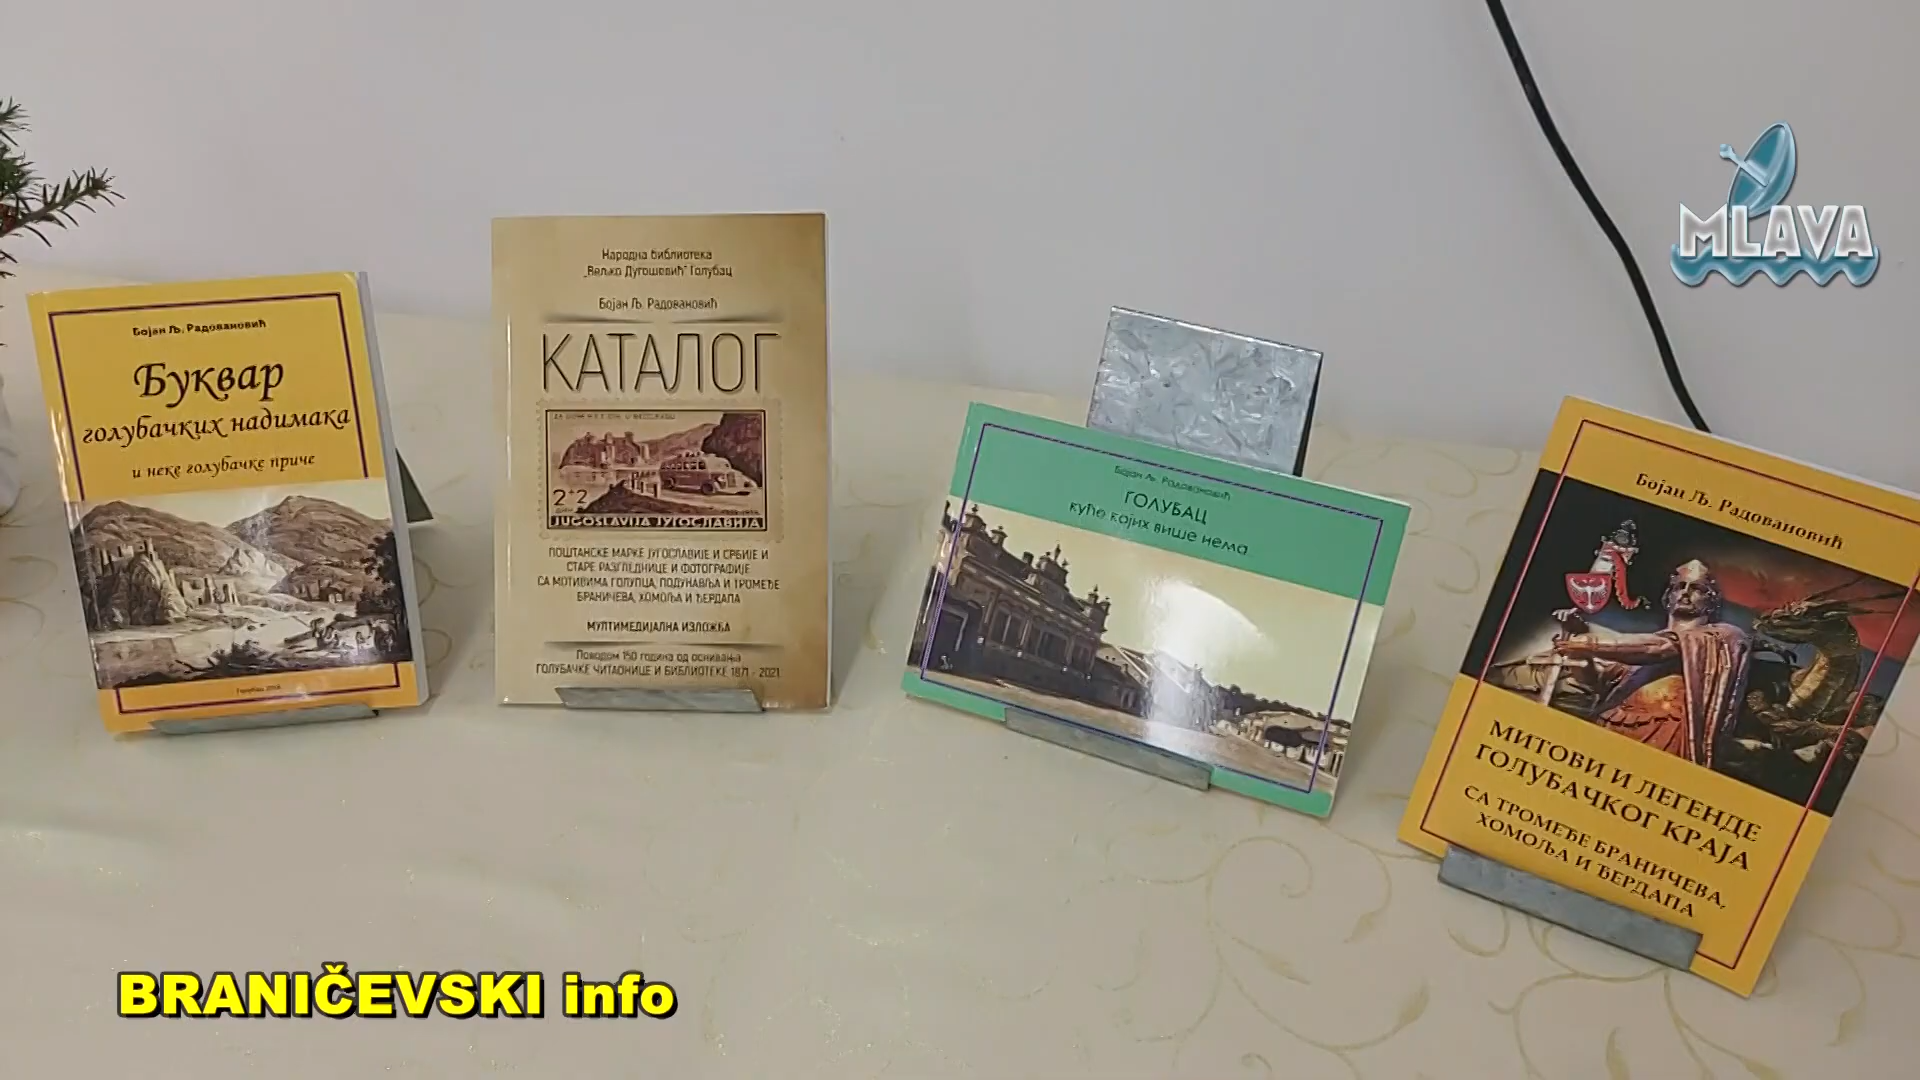 Бојан Љ. Радовановић
Буквар
голубачких надимака
и неке голубачке приче
Народна библиотека
„Вељко Дугошевић" Голубац
Бојан Љ. Радовановић
КАТАЛОГ
2+2
JUGOSLAVIJA ЈУГОСЛАВИЈА
ПОШТАНСКЕ МАРКЕ ЈУГОСЛАВИЈЕ И СРБИЈЕ И
СТАРЕ РАЗГЛЕДНИЦЕ И ФОТОГРАФИЈЕ
СА МОТИВИМА ГОЛУПЦА, ПОДУНАВЉА И ТРОМЕЂЕ
БРАНИЧЕВА, ХОМОЉА И ЂЕРДАПА
МУЛТИМЕДИЈАЛНА ИЗЛОЖБА
Поводом 150 година од оснивања
ГОЛУБАЧКЕ ЧИТАОНИЦЕ И БИБЛИОТЕКЕ 1871 - 2021
Бојан Љ. Радовановић
ГОЛУБАЦ
куће којих више нема
Бојан Љ. Радовановић
МИТОВИ И ЛЕГЕНДЕ
ГОЛУБАЧКОГ КРАЈА
СА ТРОМЕЂЕ БРАНИЧЕВА,
ХОМОЉА И ЂЕРДАПА
MLAVA
BRANIČEVSKI info